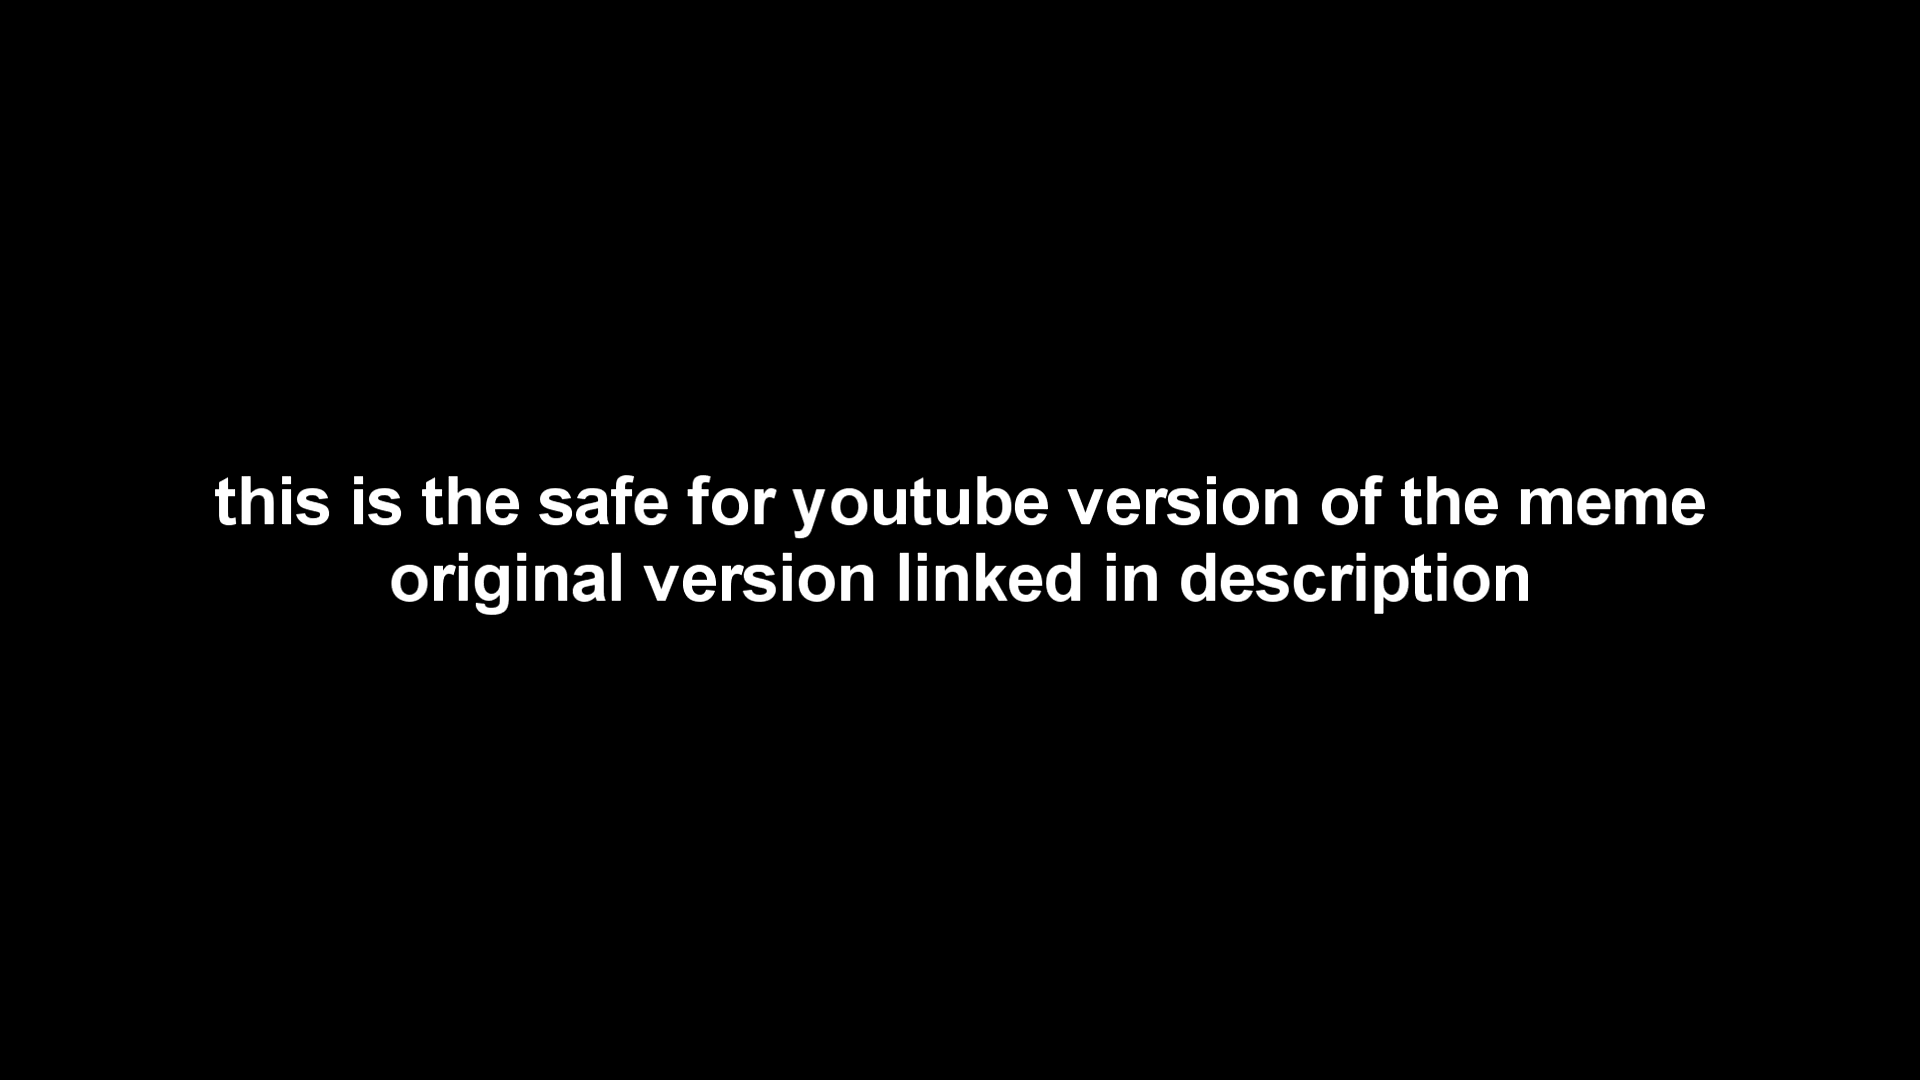 this is the safe for youtube version of the meme
original version linked in description